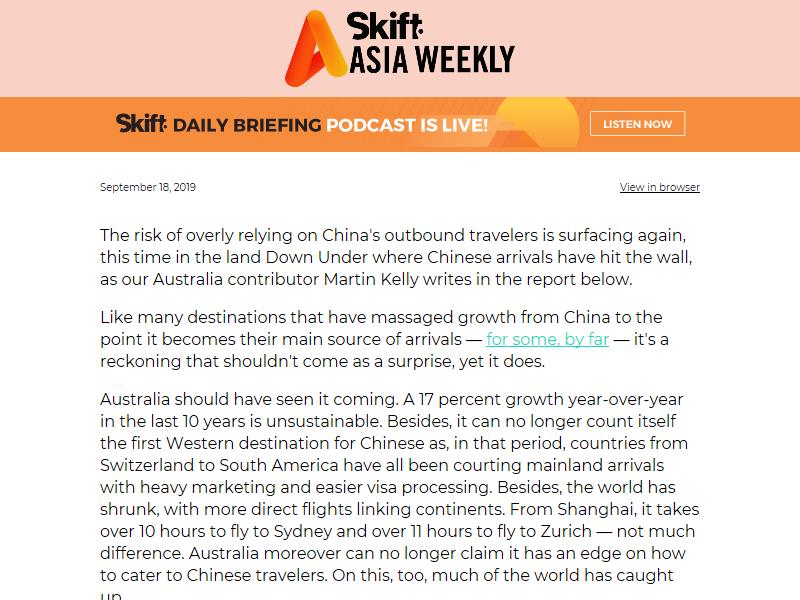 Skift:
ASIA WEEKLY
Skift: DAILY BRIEFING PODCAST IS LIVE!
LISTEN NOW
September 18, 2019
View in browser
The risk of overly relying on China's outbound travelers is surfacing again,
this time in the land Down Under where Chinese arrivals have hit the wall,
as our Australia contributor Martin Kelly writes in the report below.
Like many destinations that have massaged growth from China to the
point it becomes their main source of arrivals — for some, by far — it's a
reckoning that shouldn't come as a surprise, yet it does.
Australia should have seen it coming. A 17 percent growth year-over-year
in the last 10 years is unsustainable. Besides, it can no longer count itself
the first Western destination for Chinese as, in that period, countries from
Switzerland to South America have all been courting mainland arrivals
with heavy marketing and easier visa processing. Besides, the world has
shrunk, with more direct flights linking continents. From Shanghai, it takes
over 10 hours to fly to Sydney and over 11 hours to fly to Zurich — not much
difference. Australia moreover can no longer claim it has an edge on how
to cater to Chinese travelers. On this, too, much of the world has caught
up.